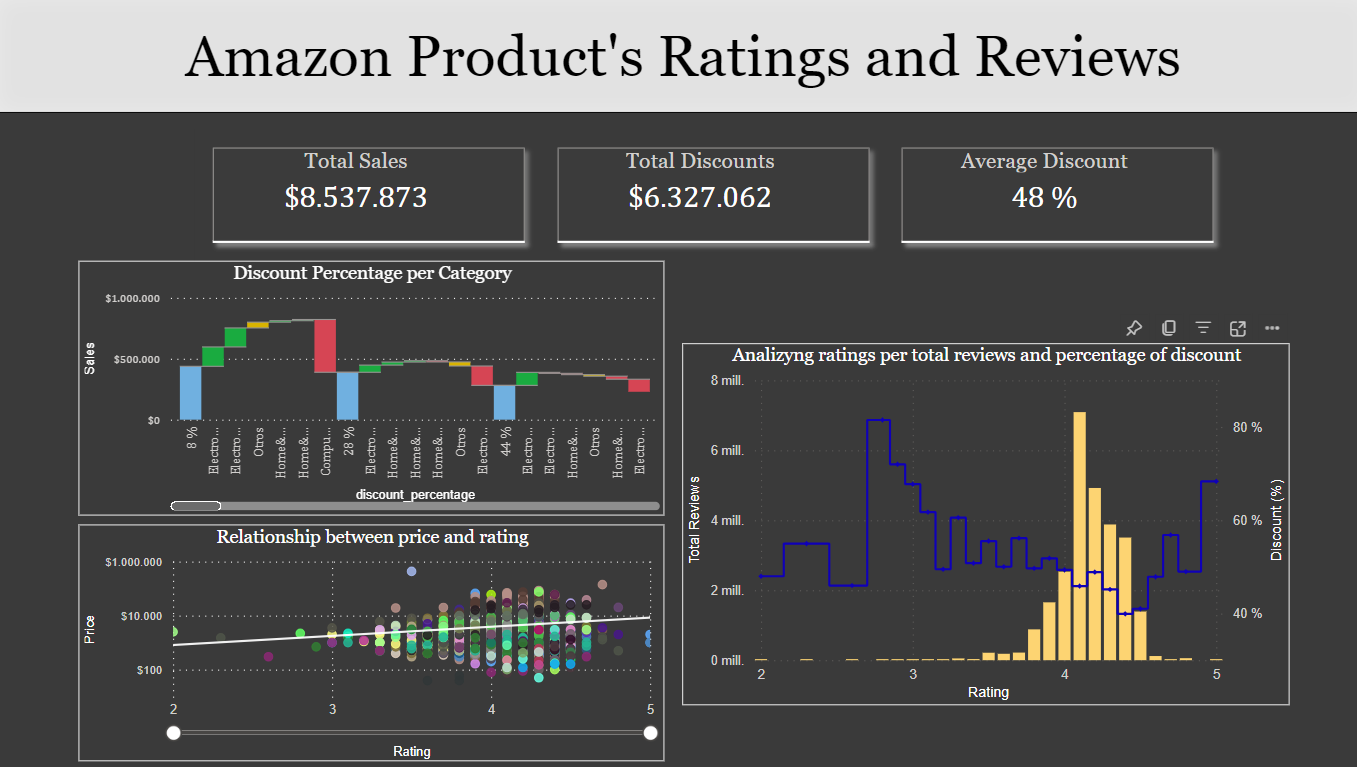 Amazon Product's Ratings and Reviews
Total Sales
$8.537.873
Total Discounts
$6.327.062
Average Discount
48 %
Discount Percentage per Category
$1.000.000
$500.000
$0
Sales
8 %
Electro...
Electro...
Otros
Home&...
Home&...
Compu...
28 %
Electro...
Home&...
Home&...
Home&...
Otros
Electro...
44 %
Electro...
Electro...
Home&...
Otros
Home&...
Electro...
discount_percentage
Relationship between price and rating
$1.000.000
$10.000
$100
Price
2 3 4 5
Rating
Analizyng ratings per total reviews and percentage of discount
8 mill.
6 mill.
4 mill.
2 mill.
0 mill.
Total Reviews
80 %
60 %
40 %
Discount (%)
2 3 4 5
Rating